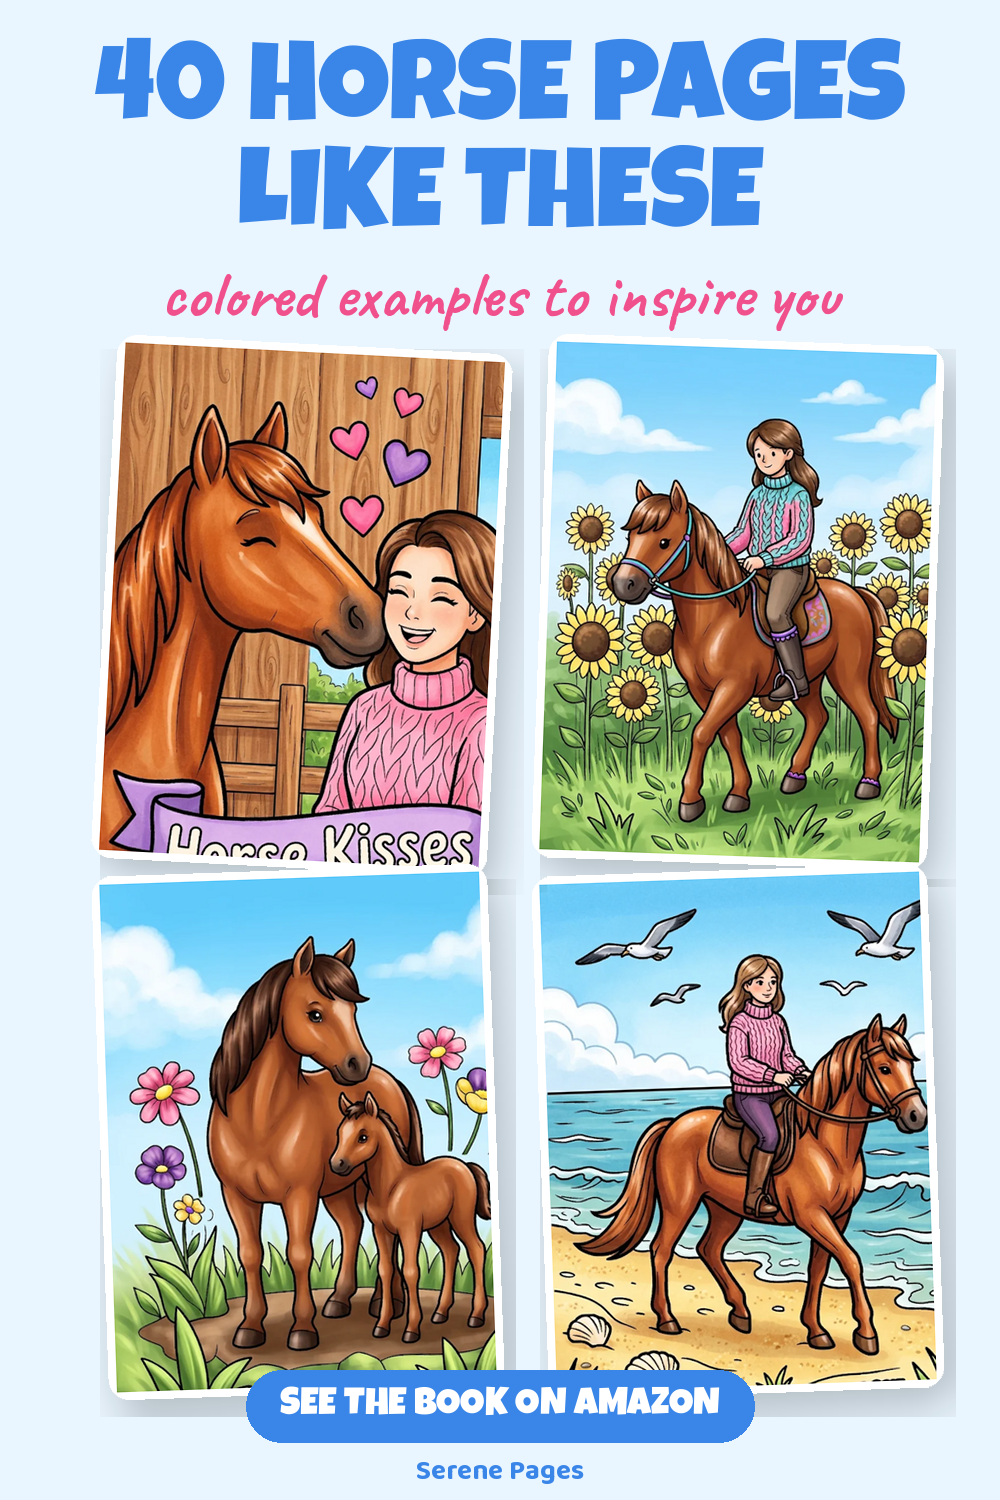 40 HORSE PAGES
LIKE THESE
colored examples to inspire you
Horse Kisses
SEE THE BOOK ON AMAZON
Serene Pages